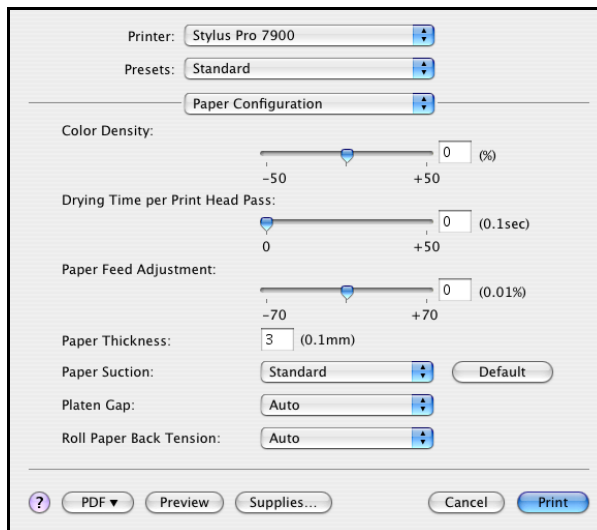 Printer: Stylus Pro 7900
Presets: Standard
Paper Configuration
Color Density:
0 (%)
-50 +50
Drying Time per Print Head Pass:
0 (0.1sec)
0 +50
Paper Feed Adjustment:
0 (0.01%)
-70 +70
Paper Thickness: 3 (0.1mm)
Paper Suction: Standard Default
Platen Gap: Auto
Roll Paper Back Tension: Auto
? PDF ▼ Preview Supplies... Cancel Print